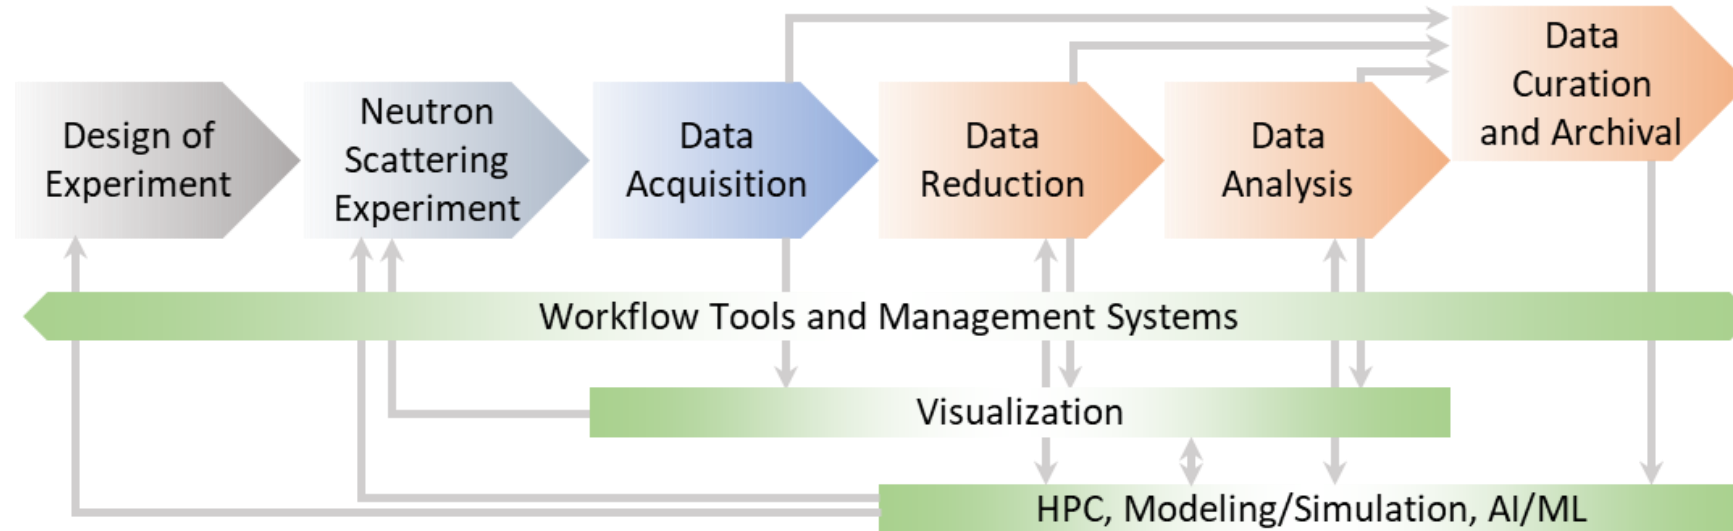 Design of
Experiment
Neutron
Scattering
Experiment
Data
Acquisition
Data
Reduction
Data
Analysis
Data
Curation
and Archival
Workflow Tools and Management Systems
Visualization
HPC, Modeling/Simulation, AI/ML